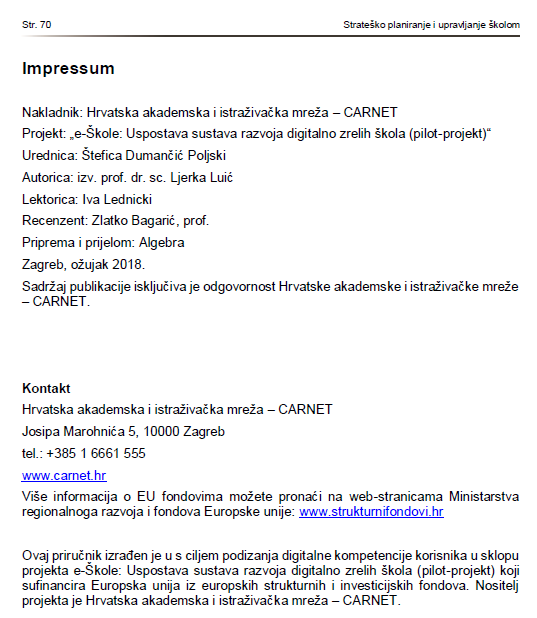 Str. 70
Strateško planiranje i upravljanje školom
Impressum
Nakladnik: Hrvatska akademska i istraživačka mreža – CARNET
Projekt: „e-Škole: Uspostava sustava razvoja digitalno zrelih škola (pilot-projekt)“
Urednica: Štefica Dumančić Poljski
Autorica: izv. prof. dr. sc. Ljerka Luić
Lektorica: Iva Lednicki
Recenzent: Zlatko Bagarić, prof.
Priprema i prijelom: Algebra
Zagreb, ožujak 2018.
Sadržaj publikacije isključiva je odgovornost Hrvatske akademske i istraživačke mreže
– CARNET.
Kontakt
Hrvatska akademska i istraživačka mreža – CARNET
Josipa Marohnića 5, 10000 Zagreb
tel.: +385 1 6661 555
www.carnet.hr
Više informacija o EU fondovima možete pronaći na web-stranicama Ministarstva
regionalnoga razvoja i fondova Europske unije: www.strukturnifondovi.hr
Ovaj priručnik izrađen je u s ciljem podizanja digitalne kompetencije korisnika u sklopu
projekta e-Škole: Uspostava sustava razvoja digitalno zrelih škola (pilot-projekt) koji
sufinancira Europska unija iz europskih strukturnih i investicijskih fondova. Nositelj
projekta je Hrvatska akademska i istraživačka mreža – CARNET.